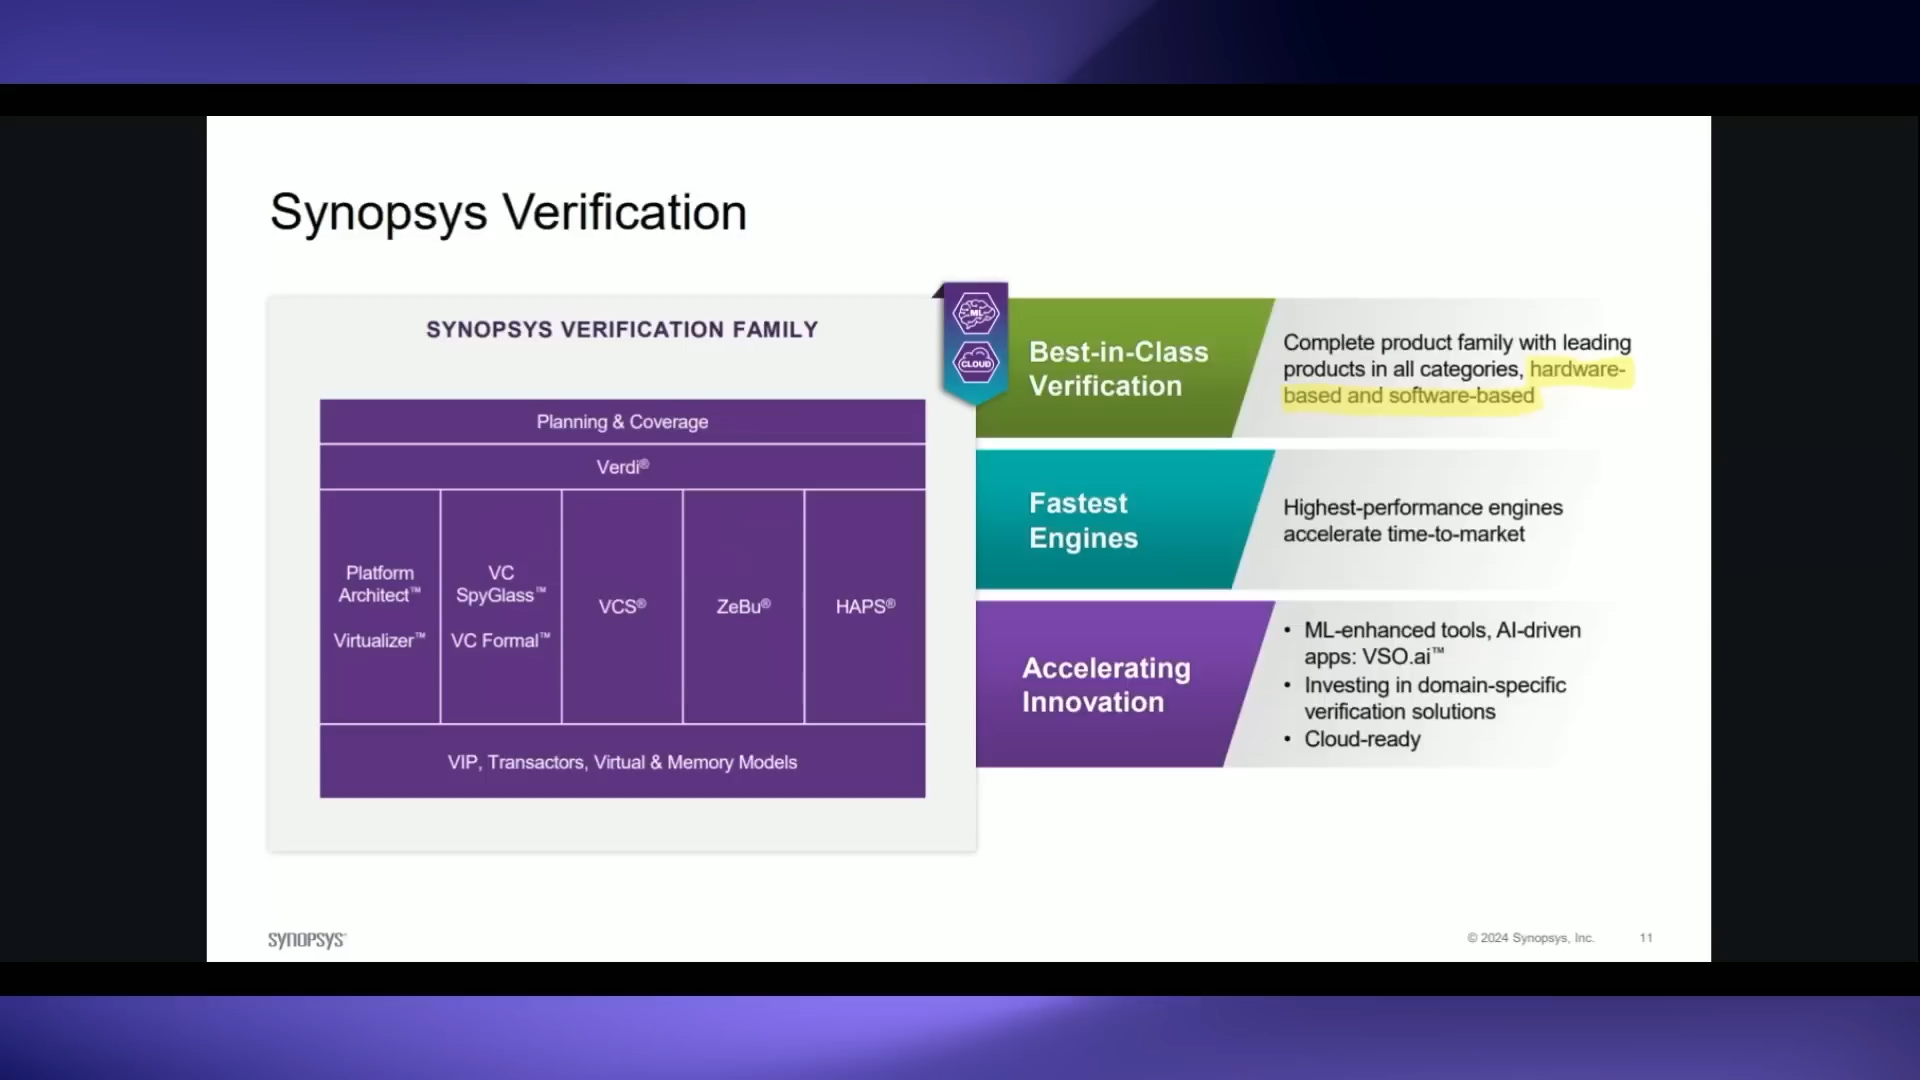 Synopsys Verification
SYNOPSYS VERIFICATION FAMILY
Planning & Coverage
Verdi®
Platform
Architect™
Virtualizer™
VC
SpyGlass™
VC Formal™
VCS®
ZeBu®
HAPS®
VIP, Transactors, Virtual & Memory Models
ML
CLOUD
Best-in-Class
Verification
Complete product family with leading
products in all categories, hardware-
based and software-based
Fastest
Engines
Highest-performance engines
accelerate time-to-market
Accelerating
Innovation
• ML-enhanced tools, AI-driven
apps: VSO.ai™
• Investing in domain-specific
verification solutions
• Cloud-ready
SYNOPSYS®
© 2024 Synopsys, Inc.
11